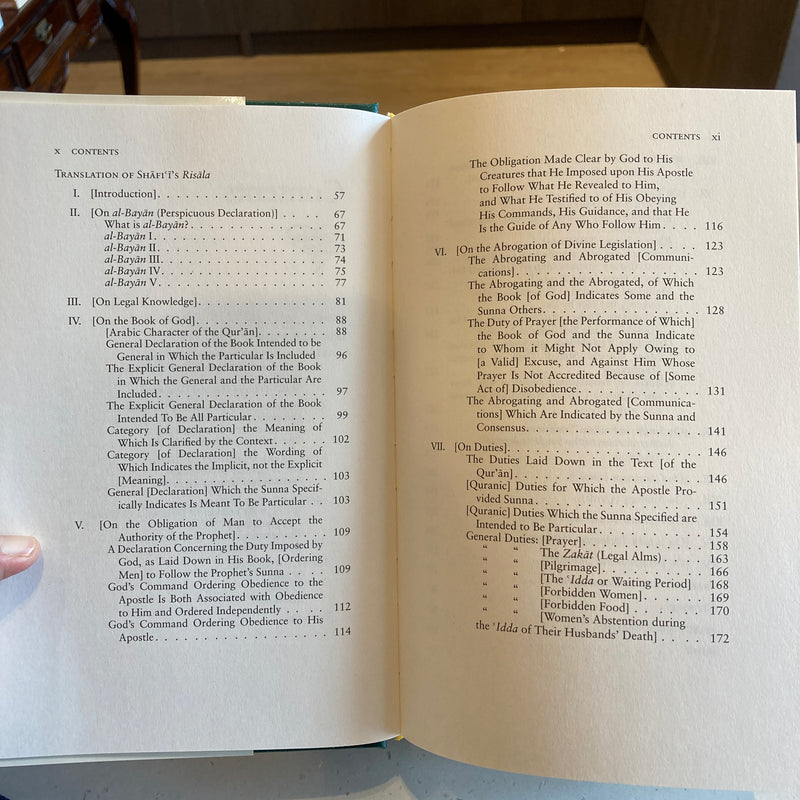 x CONTENTS
TRANSLATION OF SHĀFI'Ī'S Risāla
I. [Introduction]. . . . . . . . . . . . . . . . . . 57
II. [On al-Bayān (Perspicuous Declaration)] . . . . 67
What is al-Bayān?. . . . . . . . . . . . . . . 67
al-Bayān I. . . . . . . . . . . . . . . . . . . 71
al-Bayān II. . . . . . . . . . . . . . . . . . . 73
al-Bayān III. . . . . . . . . . . . . . . . . . 74
al-Bayān IV. . . . . . . . . . . . . . . . . . 75
al-Bayān V. . . . . . . . . . . . . . . . . . . 77
III. [On Legal Knowledge]. . . . . . . . . . . . . . 81
IV. [On the Book of God]. . . . . . . . . . . . . . 88
[Arabic Character of the Qur'ān]. . . . . . . . 88
General Declaration of the Book Intended to be
General in Which the Particular Is Included 96
The Explicit General Declaration of the Book
in Which the General and the Particular Are
Included. . . . . . . . . . . . . . . . . . 97
The Explicit General Declaration of the Book
Intended To Be All Particular. . . . . . . . 99
Category [of Declaration] the Meaning of
Which Is Clarified by the Context. . . . . . 102
Category [of Declaration] the Wording of
Which Indicates the Implicit, not the Explicit
[Meaning]. . . . . . . . . . . . . . . . . . 103
General [Declaration] Which the Sunna Specif-
ically Indicates Is Meant To Be Particular . . 103
V. [On the Obligation of Man to Accept the
Authority of the Prophet]. . . . . . . . . . . 109
A Declaration Concerning the Duty Imposed by
God, as Laid Down in His Book, [Ordering
Men] to Follow the Prophet's Sunna . . . . 109
God's Command Ordering Obedience to the
Apostle Is Both Associated with Obedience
to Him and Ordered Independently . . . . 112
God's Command Ordering Obedience to His
Apostle. . . . . . . . . . . . . . . . . . . 114
CONTENTS xi
The Obligation Made Clear by God to His
Creatures that He Imposed upon His Apostle
to Follow What He Revealed to Him,
and What He Testified to of His Obeying
His Commands, His Guidance, and that He
Is the Guide of Any Who Follow Him . . . . 116
VI. [On the Abrogation of Divine Legislation] . . . . 123
The Abrogating and Abrogated [Communi-
cations]. . . . . . . . . . . . . . . . . . 123
The Abrogating and the Abrogated, of Which
the Book [of God] Indicates Some and the
Sunna Others. . . . . . . . . . . . . . . . 128
The Duty of Prayer [the Performance of Which]
the Book of God and the Sunna Indicate
to Whom it Might Not Apply Owing to
[a Valid] Excuse, and Against Him Whose
Prayer Is Not Accredited Because of [Some
Act of] Disobedience. . . . . . . . . . . . 131
The Abrogating and Abrogated [Communica-
tions] Which Are Indicated by the Sunna and
Consensus. . . . . . . . . . . . . . . . . . 141
VII. [On Duties]. . . . . . . . . . . . . . . . . . . 146
The Duties Laid Down in the Text [of the
Qur'ān]. . . . . . . . . . . . . . . . . . . 146
[Quranic] Duties for Which the Apostle Pro-
vided Sunna. . . . . . . . . . . . . . . . . 151
[Quranic] Duties Which the Sunna Specified are
Intended to Be Particular. . . . . . . . . . 154
General Duties: [Prayer]. . . . . . . . . . . . 158
“ “ The Zakāt (Legal Alms) . . . . 163
“ “ [Pilgrimage]. . . . . . . . . . 166
“ “ [The 'Idda or Waiting Period] 168
“ “ [Forbidden Women]. . . . . . 169
“ “ [Forbidden Food] . . . . . . . 170
“ “ [Women's Abstention during
the 'Idda of Their Husbands' Death] . . . . 172